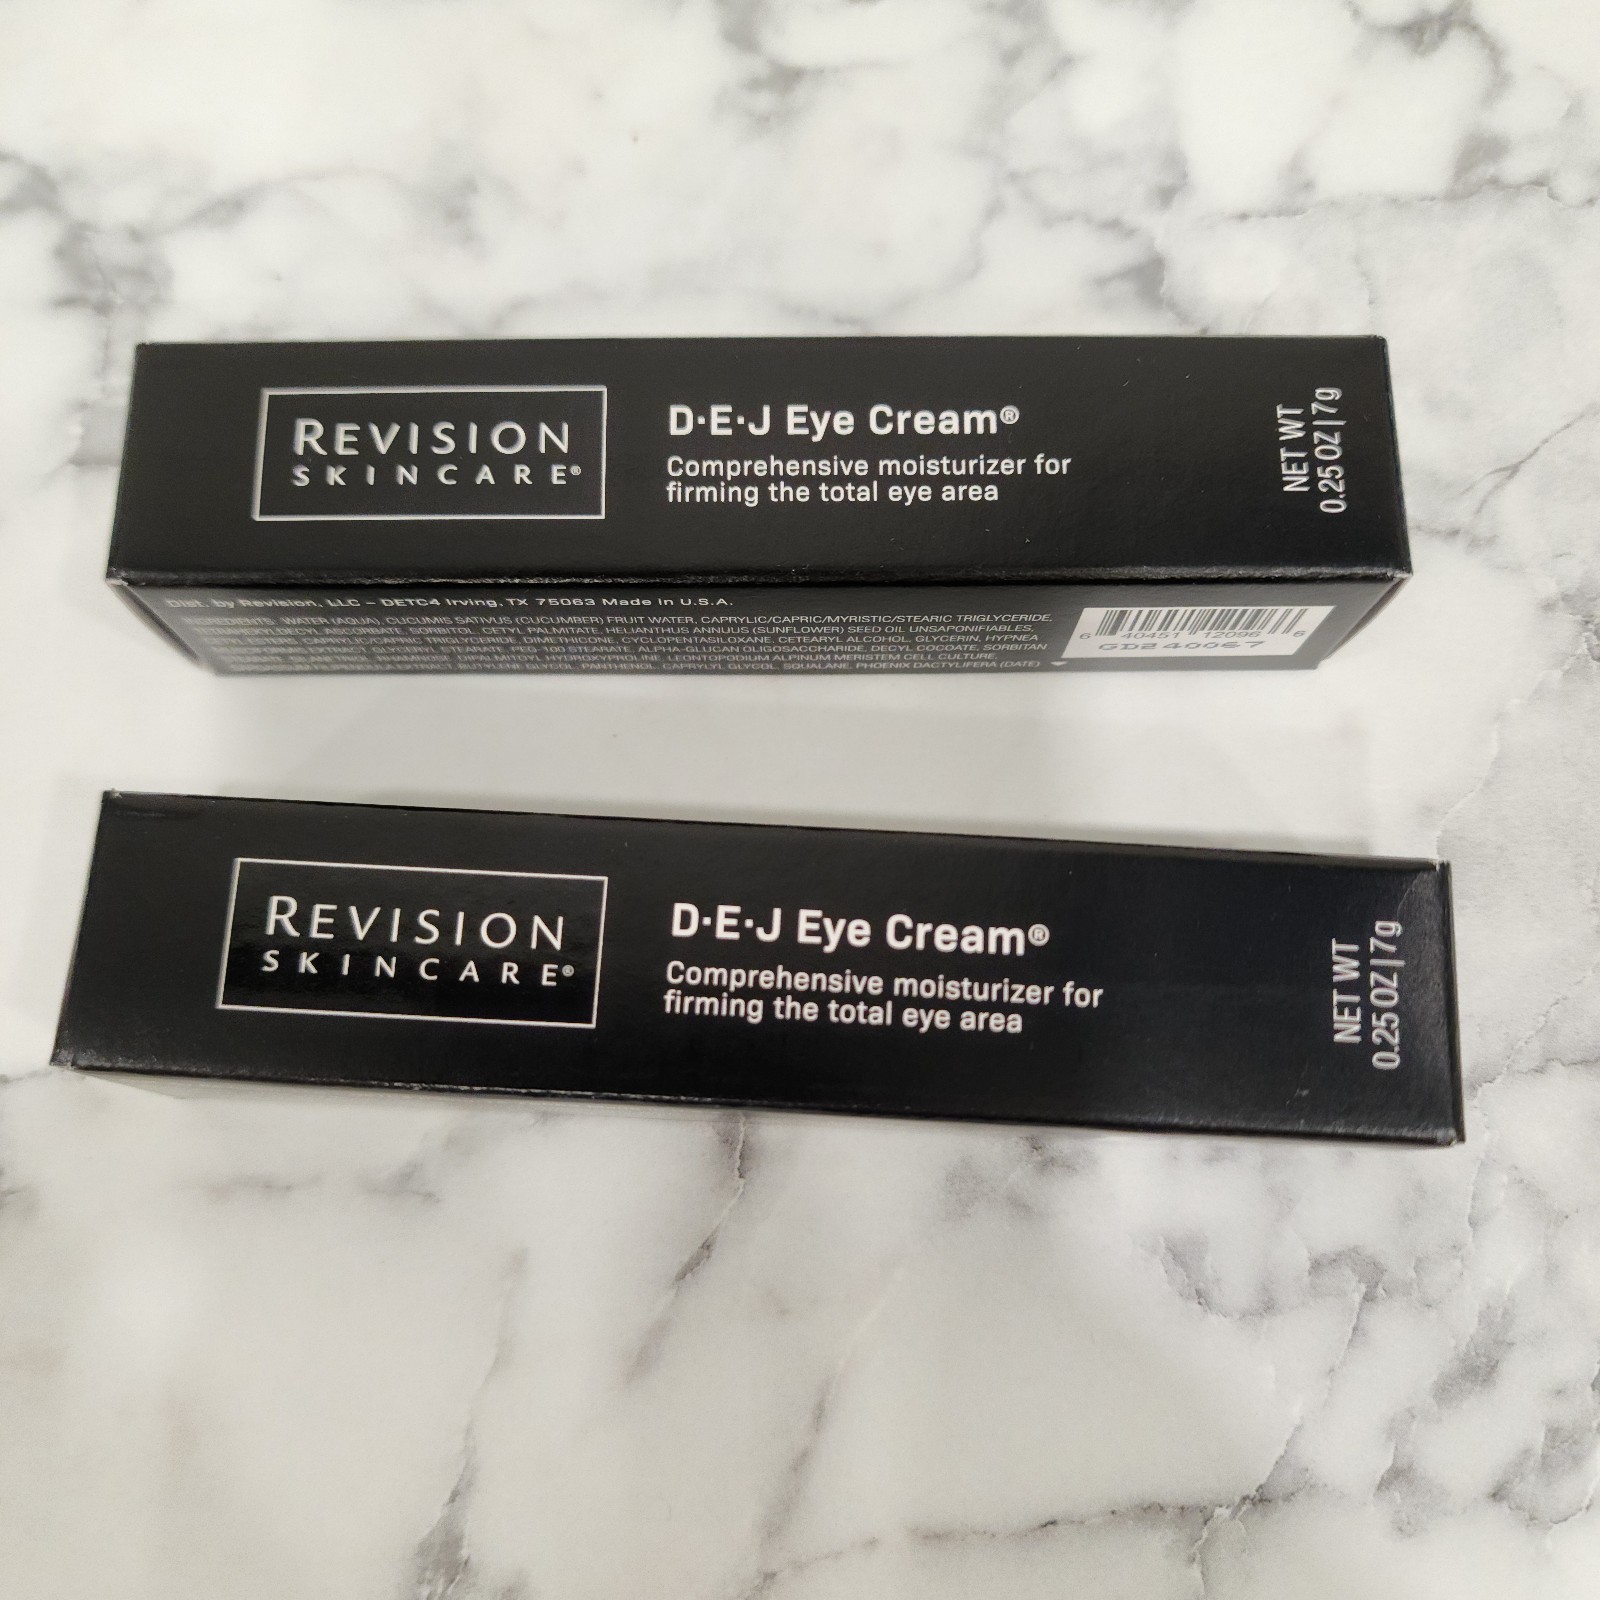 REVISION
SKINCARE®
D·E·J Eye Cream®
Comprehensive moisturizer for
firming the total eye area
NET WT
0.25 OZ | 7g
Dist. by Revision, LLC – DETC4 Irving, TX 75063 Made in U.S.A.
INGREDIENTS WATER (AQUA), CUCUMIS SATIVUS (CUCUMBER) FRUIT WATER, CAPRYLIC/CAPRIC/MYRISTIC/STEARIC TRIGLYCERIDE,
ASCORBATE, SORBITOL, CETYL PALMITATE, HELIANTHUS ANNUUS (SUNFLOWER) SEED OIL UNSAPONIFIABLES,
TRIGLYCERIDE, DIMETHICONE, CYCLOPENTASILOXANE, CETEARYL ALCOHOL, GLYCERIN, HYPNEA
GLYCERYL STEARATE, PEG-100 STEARATE, ALPHA-GLUCAN OLIGOSACCHARIDE, DECYL COCOATE, SORBITAN
DIPALMITOYL HYDROXYPROLINE, LEONTOPODIUM ALPINUM MERISTEM CELL CULTURE,
BUTYLENE GLYCOL, PANTHENOL, CAPRYLYL GLYCOL, SQUALANE, PHOENIX DACTYLIFERA (DATE)
6 40451 12096 6
GD240067
REVISION
SKINCARE®
D·E·J Eye Cream®
Comprehensive moisturizer for
firming the total eye area
NET WT
0.25 OZ | 7g